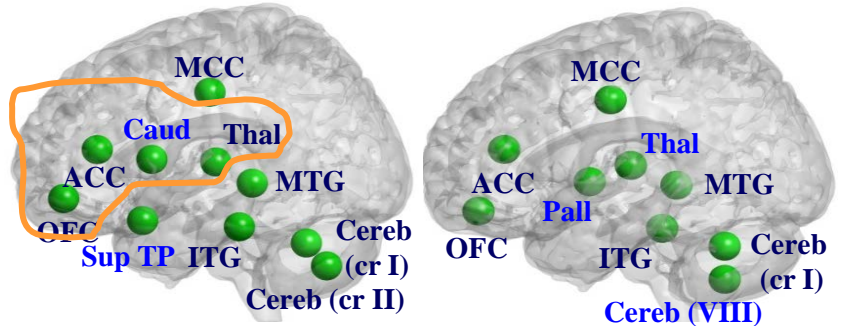 MCC
Caud
Thal
ACC
MTG
OFC
Sup TP
ITG
Cereb
(cr I)
Cereb (cr II)
MCC
Thal
ACC
Pall
MTG
OFC
ITG
Cereb
(cr I)
Cereb (VIII)